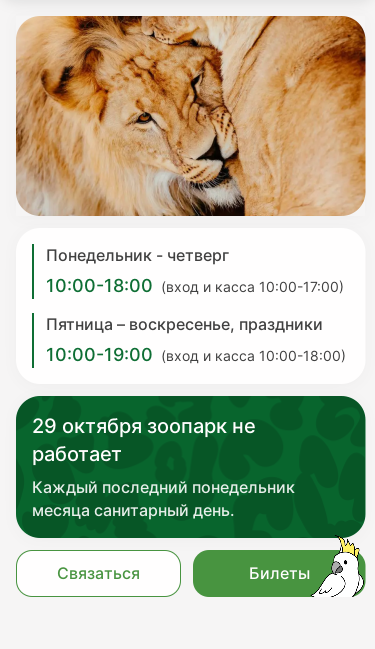 Понедельник - четверг
10:00-18:00 (вход и касса 10:00-17:00)
Пятница – воскресенье, праздники
10:00-19:00 (вход и касса 10:00-18:00)
29 октября зоопарк не
работает
Каждый последний понедельник
месяца санитарный день.
Связаться
Билеты